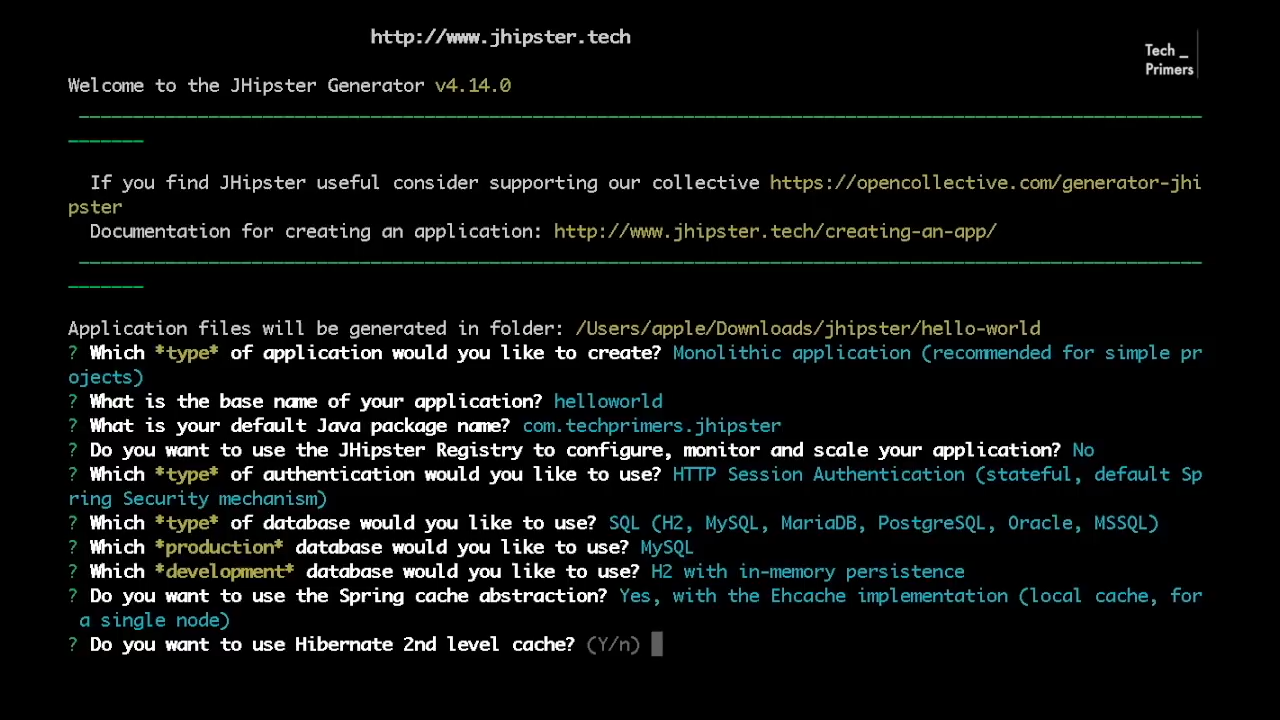 http://www.jhipster.tech
Tech _
Primers
Welcome to the JHipster Generator v4.14.0
If you find JHipster useful consider supporting our collective https://opencollective.com/generator-jhi
pster
Documentation for creating an application: http://www.jhipster.tech/creating-an-app/
Application files will be generated in folder: /Users/apple/Downloads/jhipster/hello-world
? Which *type* of application would you like to create? Monolithic application (recommended for simple pr
ojects)
? What is the base name of your application? helloworld
? What is your default Java package name? com.techprimers.jhipster
? Do you want to use the JHipster Registry to configure, monitor and scale your application? No
? Which *type* of authentication would you like to use? HTTP Session Authentication (stateful, default Sp
ring Security mechanism)
? Which *type* of database would you like to use? SQL (H2, MySQL, MariaDB, PostgreSQL, Oracle, MSSQL)
? Which *production* database would you like to use? MySQL
? Which *development* database would you like to use? H2 with in-memory persistence
? Do you want to use the Spring cache abstraction? Yes, with the Ehcache implementation (local cache, for
a single node)
? Do you want to use Hibernate 2nd level cache? (Y/n)